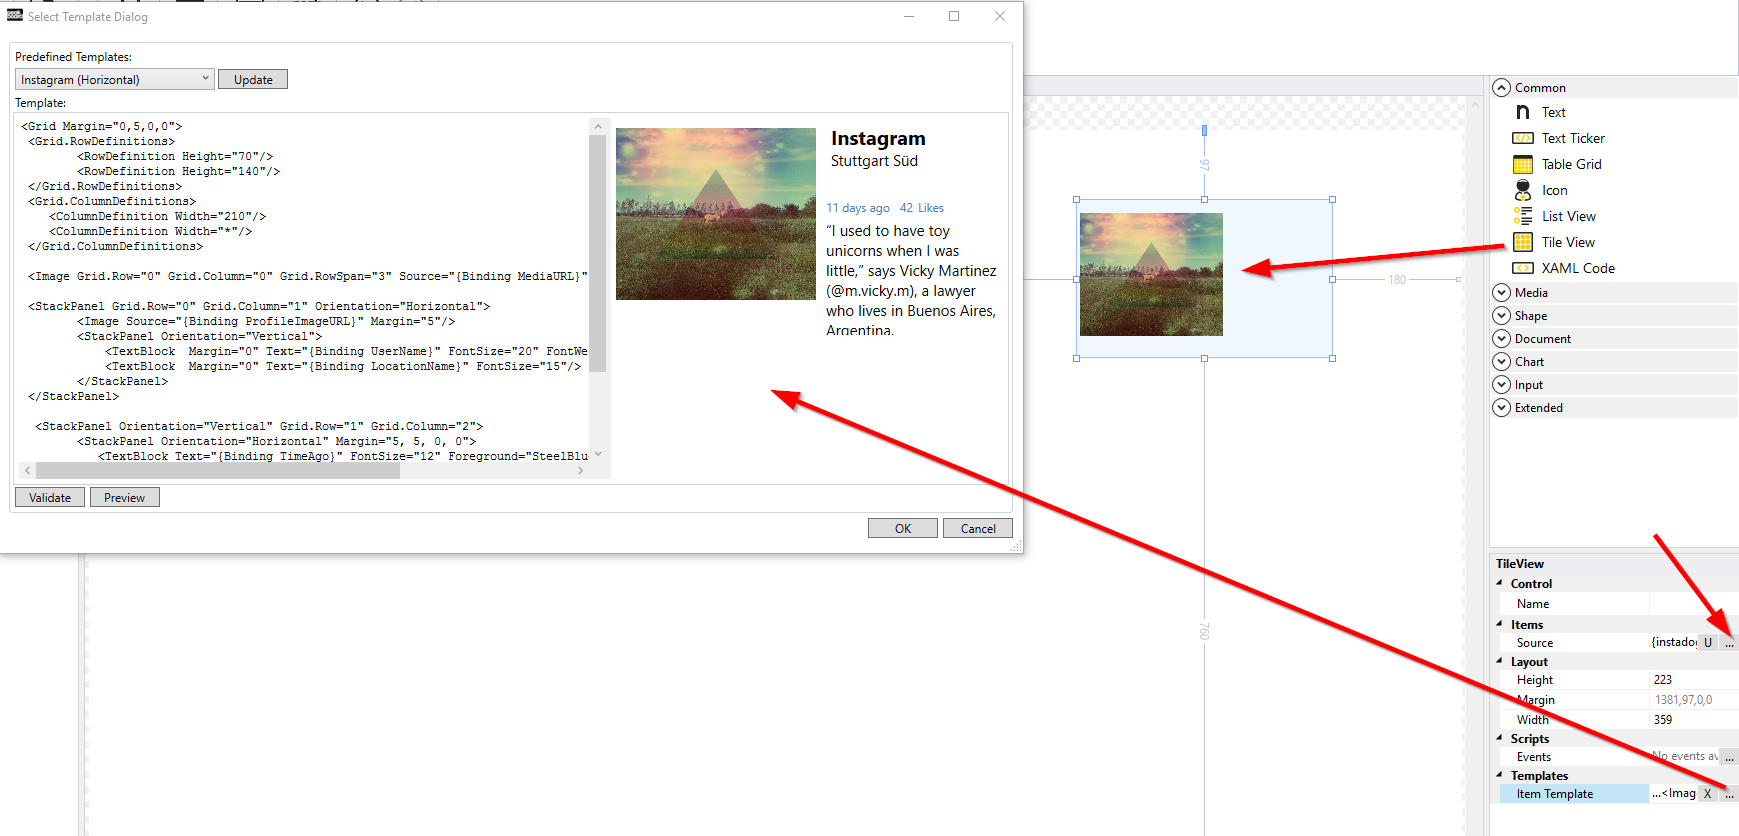 Select Template Dialog
Predefined Templates:
Instagram (Horizontal)
Update
Template:
<Grid Margin="0,5,0,0">
<Grid.RowDefinitions>
<RowDefinition Height="70"/>
<RowDefinition Height="140"/>
</Grid.RowDefinitions>
<Grid.ColumnDefinitions>
<ColumnDefinition Width="210"/>
<ColumnDefinition Width="*"/>
</Grid.ColumnDefinitions>
<Image Grid.Row="0" Grid.Column="0" Grid.RowSpan="3" Source="{Binding MediaURL}"
<StackPanel Grid.Row="0" Grid.Column="1" Orientation="Horizontal">
<Image Source="{Binding ProfileImageURL}" Margin="5"/>
<StackPanel Orientation="Vertical">
<TextBlock  Margin="0" Text="{Binding UserName}" FontSize="20" FontWe
<TextBlock  Margin="0" Text="{Binding LocationName}" FontSize="15"/>
</StackPanel>
</StackPanel>
<StackPanel Orientation="Vertical" Grid.Row="1" Grid.Column="2">
<StackPanel Orientation="Horizontal" Margin="5, 5, 0, 0">
<TextBlock Text="{Binding TimeAgo}" FontSize="12" Foreground="SteelBlu
Instagram
Stuttgart Süd
11 days ago 42 Likes
“I used to have toy
unicorns when I was
little,” says Vicky Martinez
(@m.vicky.m), a lawyer
who lives in Buenos Aires,
Argentina.
Validate
Preview
OK
Cancel
97
180
760
Common
Text
Text Ticker
Table Grid
Icon
List View
Tile View
XAML Code
Media
Shape
Document
Chart
Input
Extended
TileView
Control
Name
Items
Source {instadog U ...
Layout
Height 223
Margin 1381,97,0,0
Width 359
Scripts
Events No events av ...
Templates
Item Template ...<Imag X ...